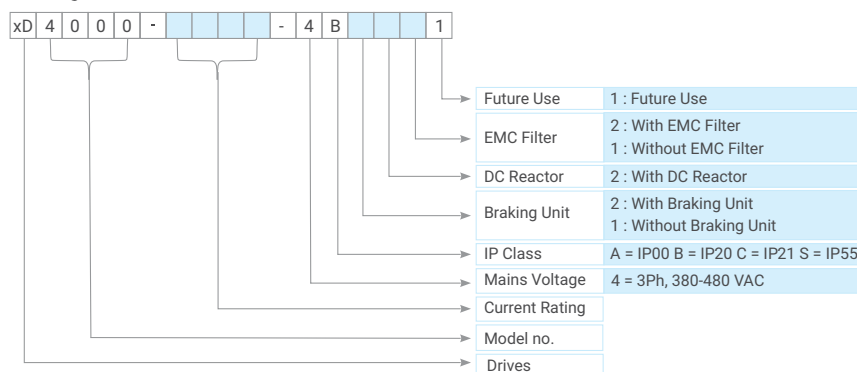 xD 4 0 0 0 - - 4 B 1
Future Use 1 : Future Use
EMC Filter 2 : With EMC Filter
1 : Without EMC Filter
DC Reactor 2 : With DC Reactor
Braking Unit 2 : With Braking Unit
1 : Without Braking Unit
IP Class A = IP00 B = IP20 C = IP21 S = IP55
Mains Voltage 4 = 3Ph, 380-480 VAC
Current Rating
Model no.
Drives